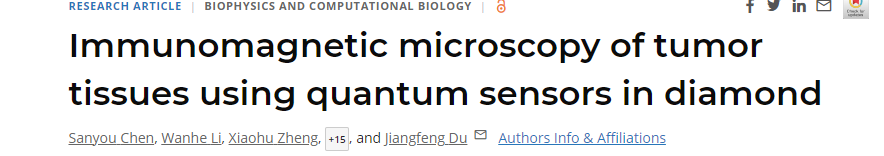 RESEARCH ARTICLE | BIOPHYSICS AND COMPUTATIONAL BIOLOGY |
Immunomagnetic microscopy of tumor
tissues using quantum sensors in diamond
Sanyou Chen, Wanhe Li, Xiaohu Zheng, +15, and Jiangfeng Du Authors Info & Affiliations